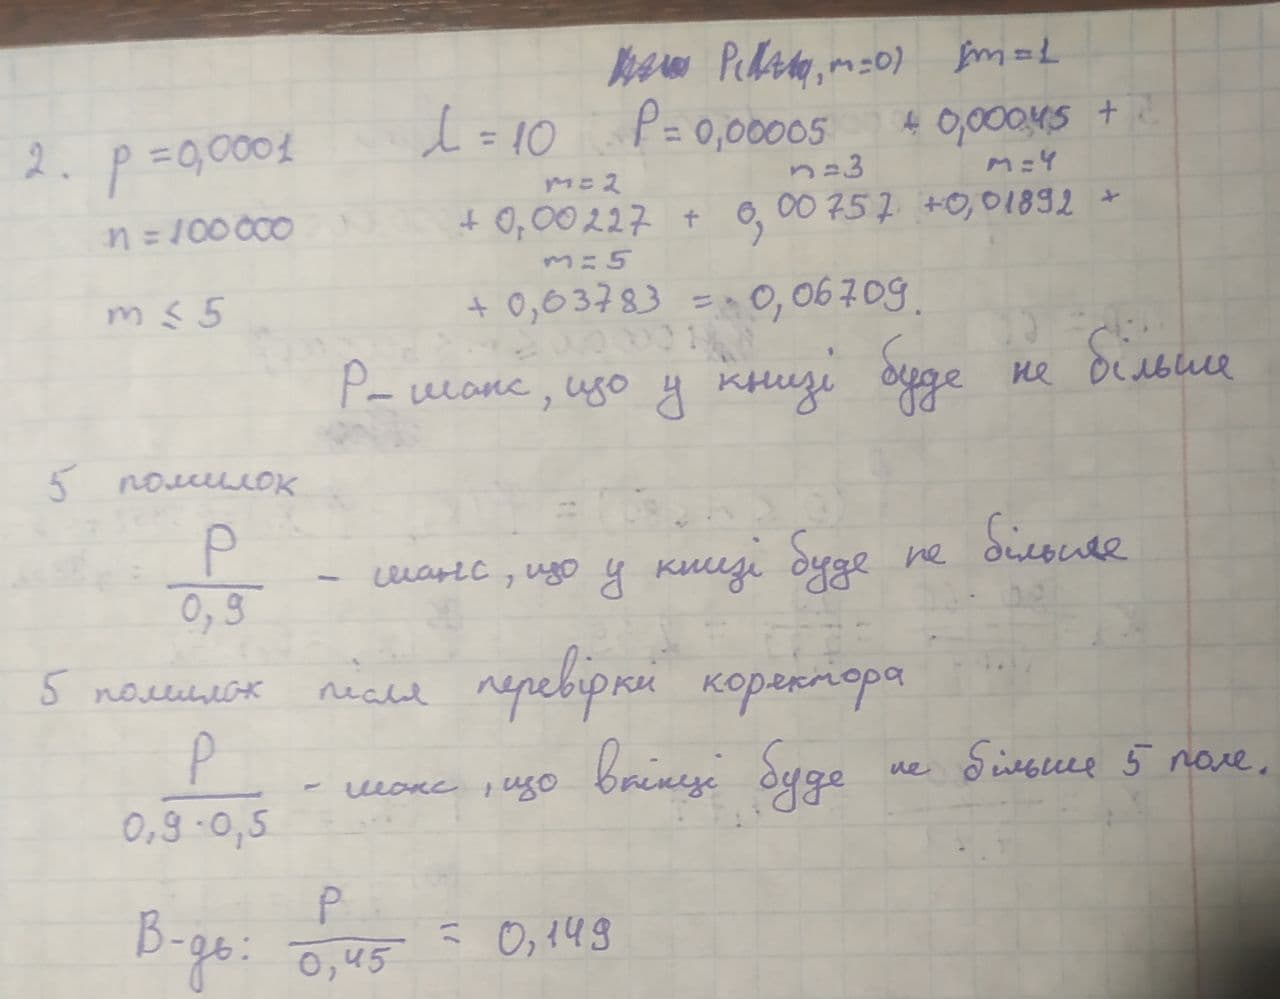 P( , m=0) m=1
2. p=0,0001 λ=10 P=0,00005 + 0,00045 +
m=2 n=3 m=4
n=100000 + 0,00227 + 0,00757 +0,01892 +
m=5
m≤5 + 0,03783 = 0,06709.
P- шанс, що у книзі буде не більше
5 помилок
P/0,9 - шанс, що у книзі буде не більше
5 помилок після перевірки коректора
P/0,9·0,5 - шанс, що вкінці буде не більше 5 пом.
В-дь: P/0,45 = 0,149